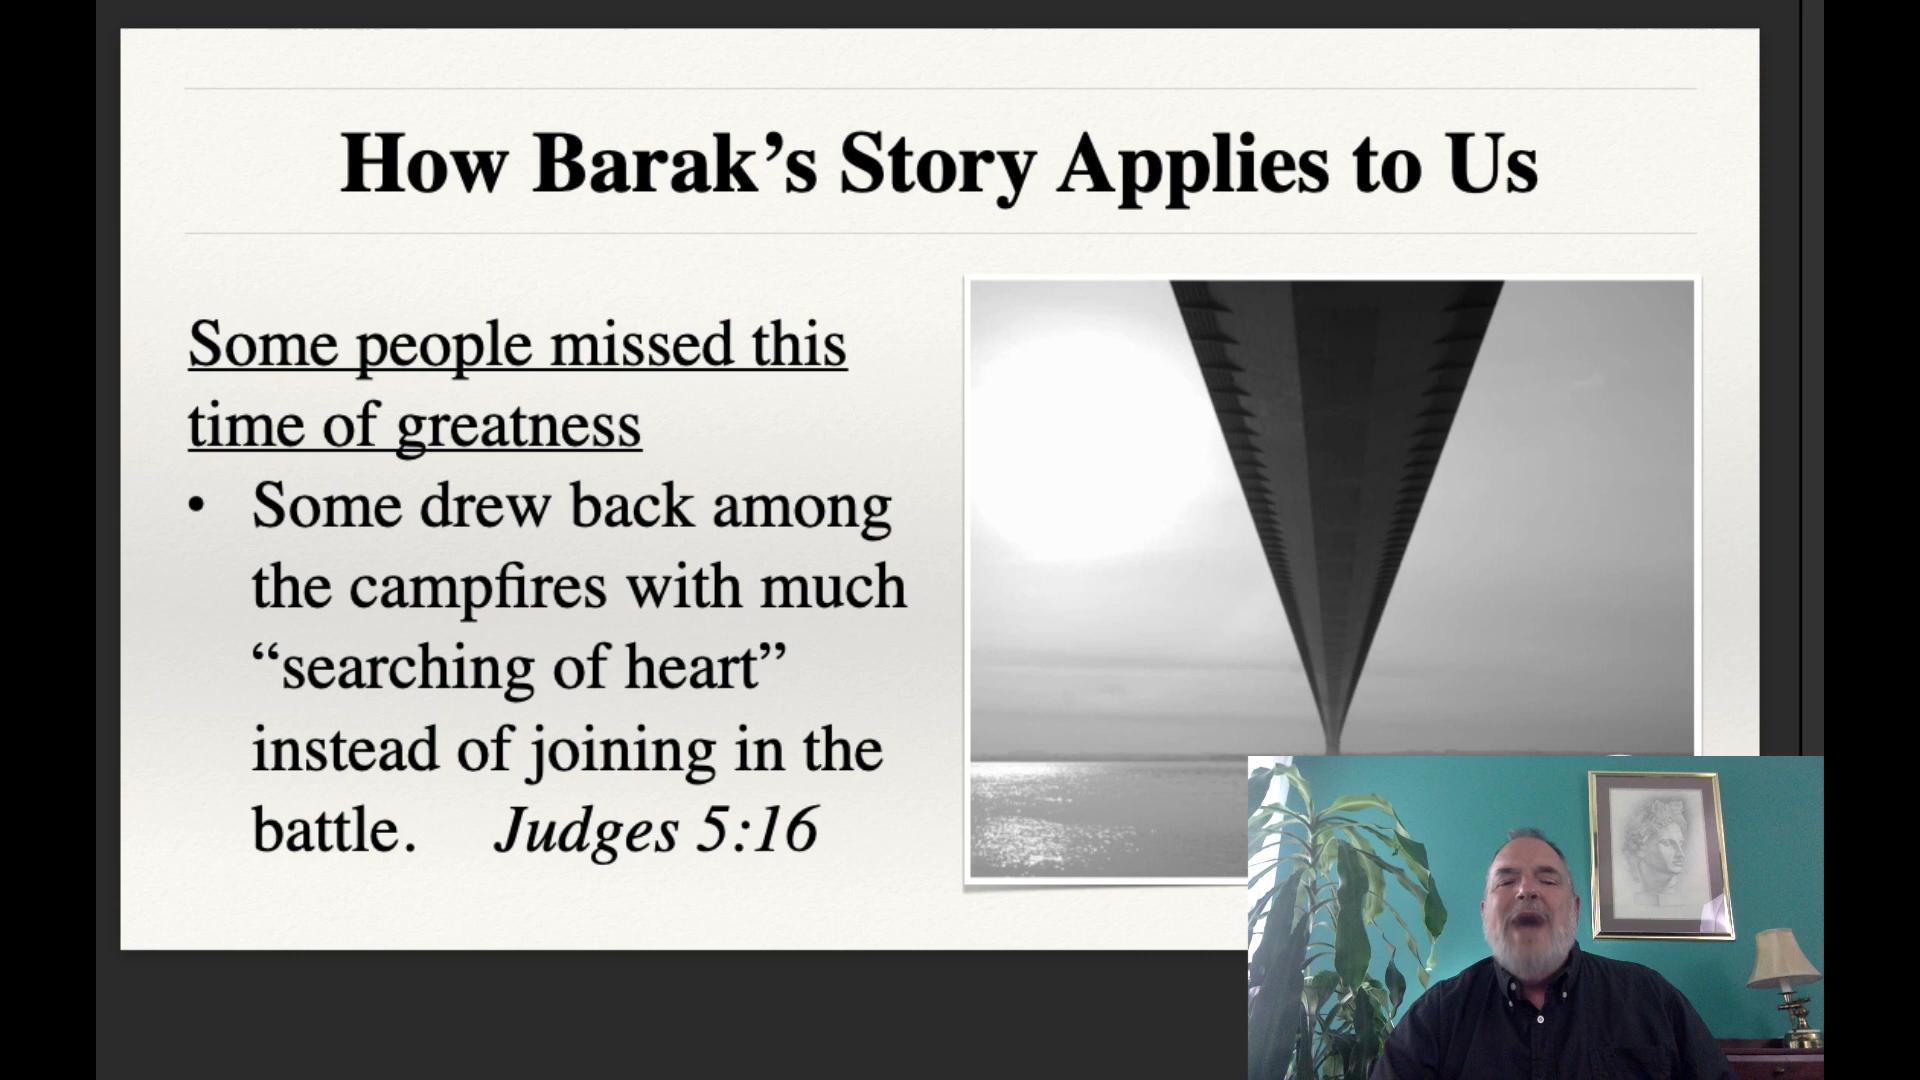 How Barak’s Story Applies to Us
Some people missed this
time of greatness
• Some drew back among
the campfires with much
“searching of heart”
instead of joining in the
battle. Judges 5:16